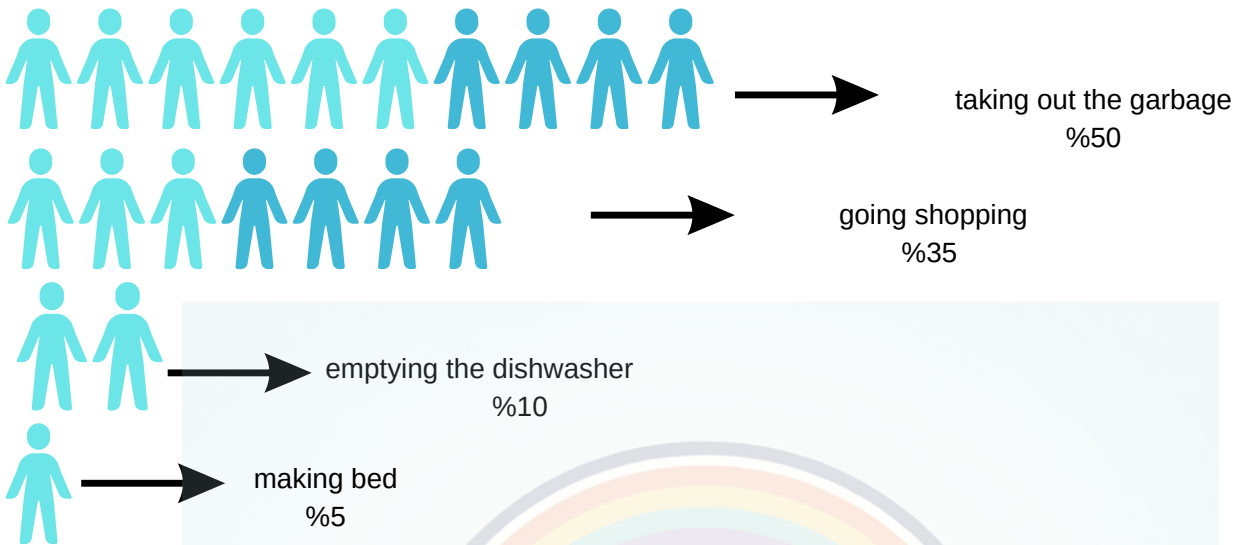 taking out the garbage
%50
going shopping
%35
emptying the dishwasher
%10
making bed
%5